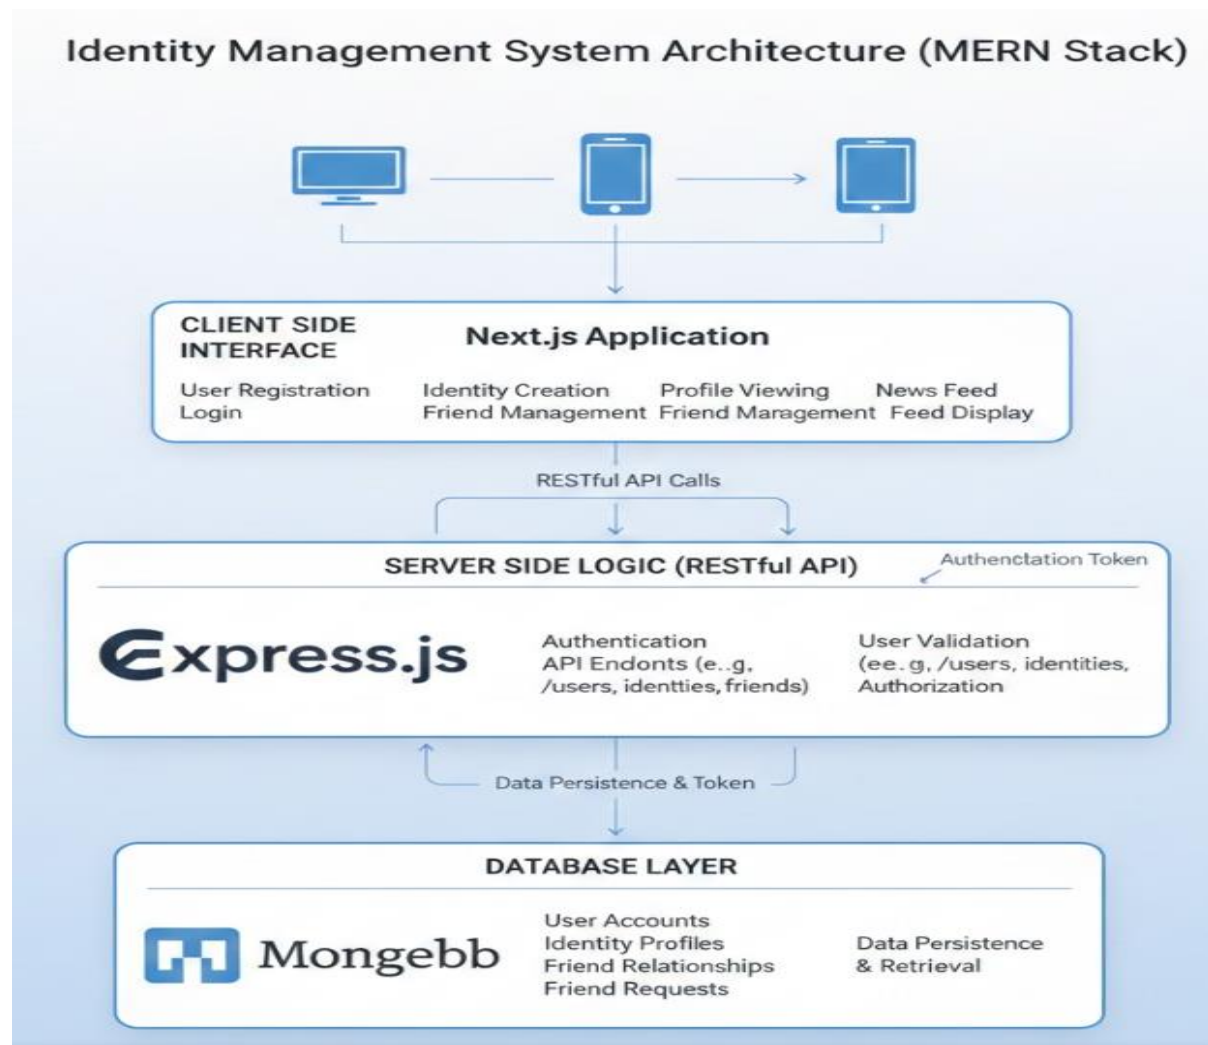 Identity Management System Architecture (MERN Stack)
CLIENT SIDE
INTERFACE
Next.js Application
User Registration
Login
Identity Creation
Friend Management
Profile Viewing
Friend Maragement
News Feed
Feed Display
RESTful API Calls
SERVER SIDE LOGIC (RESTful API)
Authenctation Token
Express.js
Authentication
API Endonts (e..g,
/users, identties, friends)
User Validation
(ee. g, /users, identities,
Authorization
Data Persistence & Token
DATABASE LAYER
Mongebb
User Accounts
Identity Profiles
Friend Relationships
Friend Requests
Data Persistence
& Retrieval